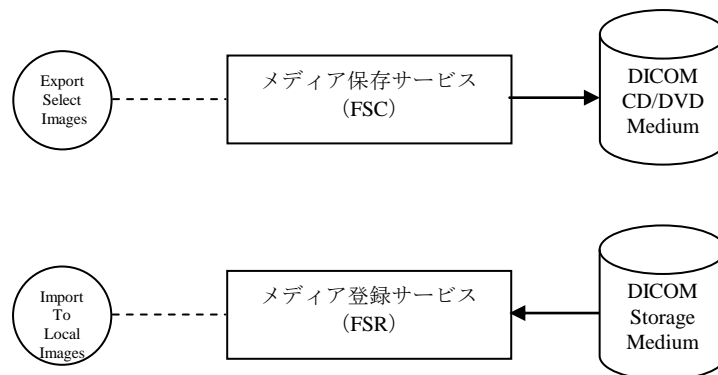 Export
Select
Images
メディア保存サービス
（FSC）
DICOM
CD/DVD
Medium
Import
To
Local
Images
メディア登録サービス
（FSR）
DICOM
Storage
Medium